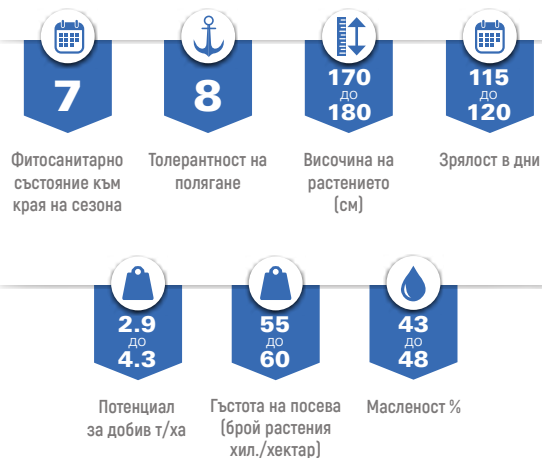 7
8
170
до
180
115
до
120
Фитосанитарно
състояние към
края на сезона
Толерантност на
полягане
Височина на
растението
(см)
Зрялост в дни
2.9
до
4.3
55
до
60
43
до
48
Потенциал
за добив т/ха
Гъстота на посева
(брой растения
хил./хектар)
Масленост %